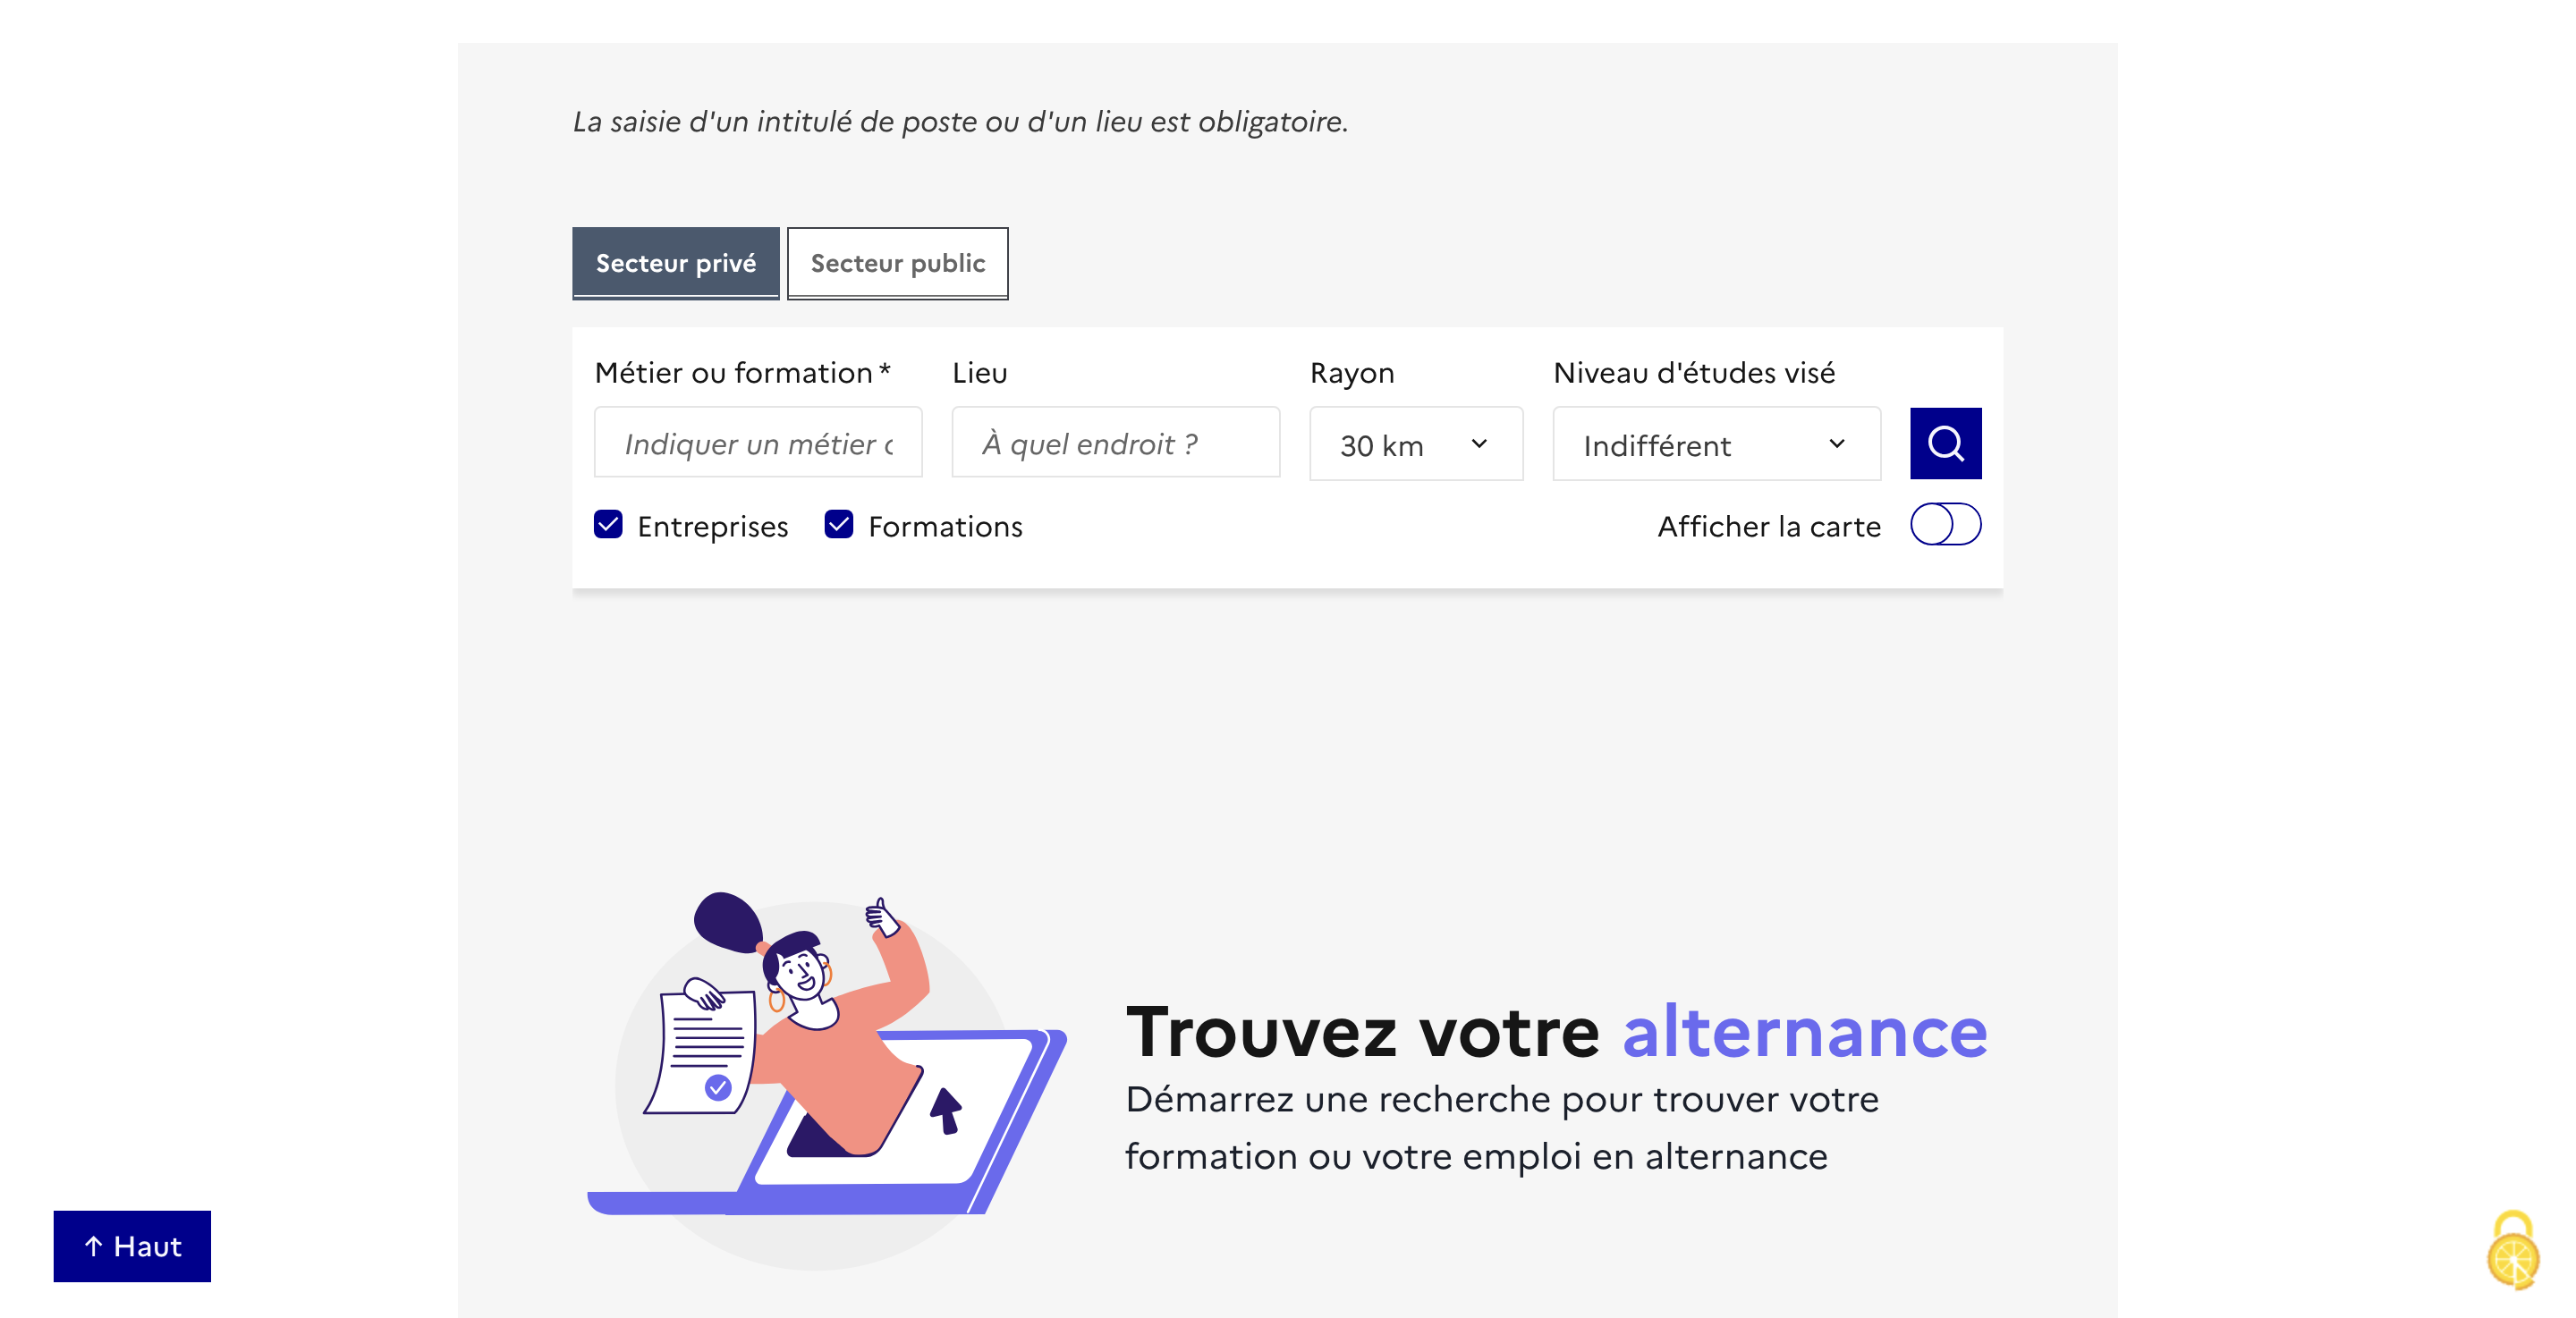 La saisie d'un intitulé de poste ou d'un lieu est obligatoire.
Secteur privé
Secteur public
Métier ou formation *
Lieu
Rayon
Niveau d'études visé
Indiquer un métier
À quel endroit ?
30 km
Indifférent
Entreprises
Formations
Afficher la carte
Trouvez votre alternance
Démarrez une recherche pour trouver votre
formation ou votre emploi en alternance
↑ Haut